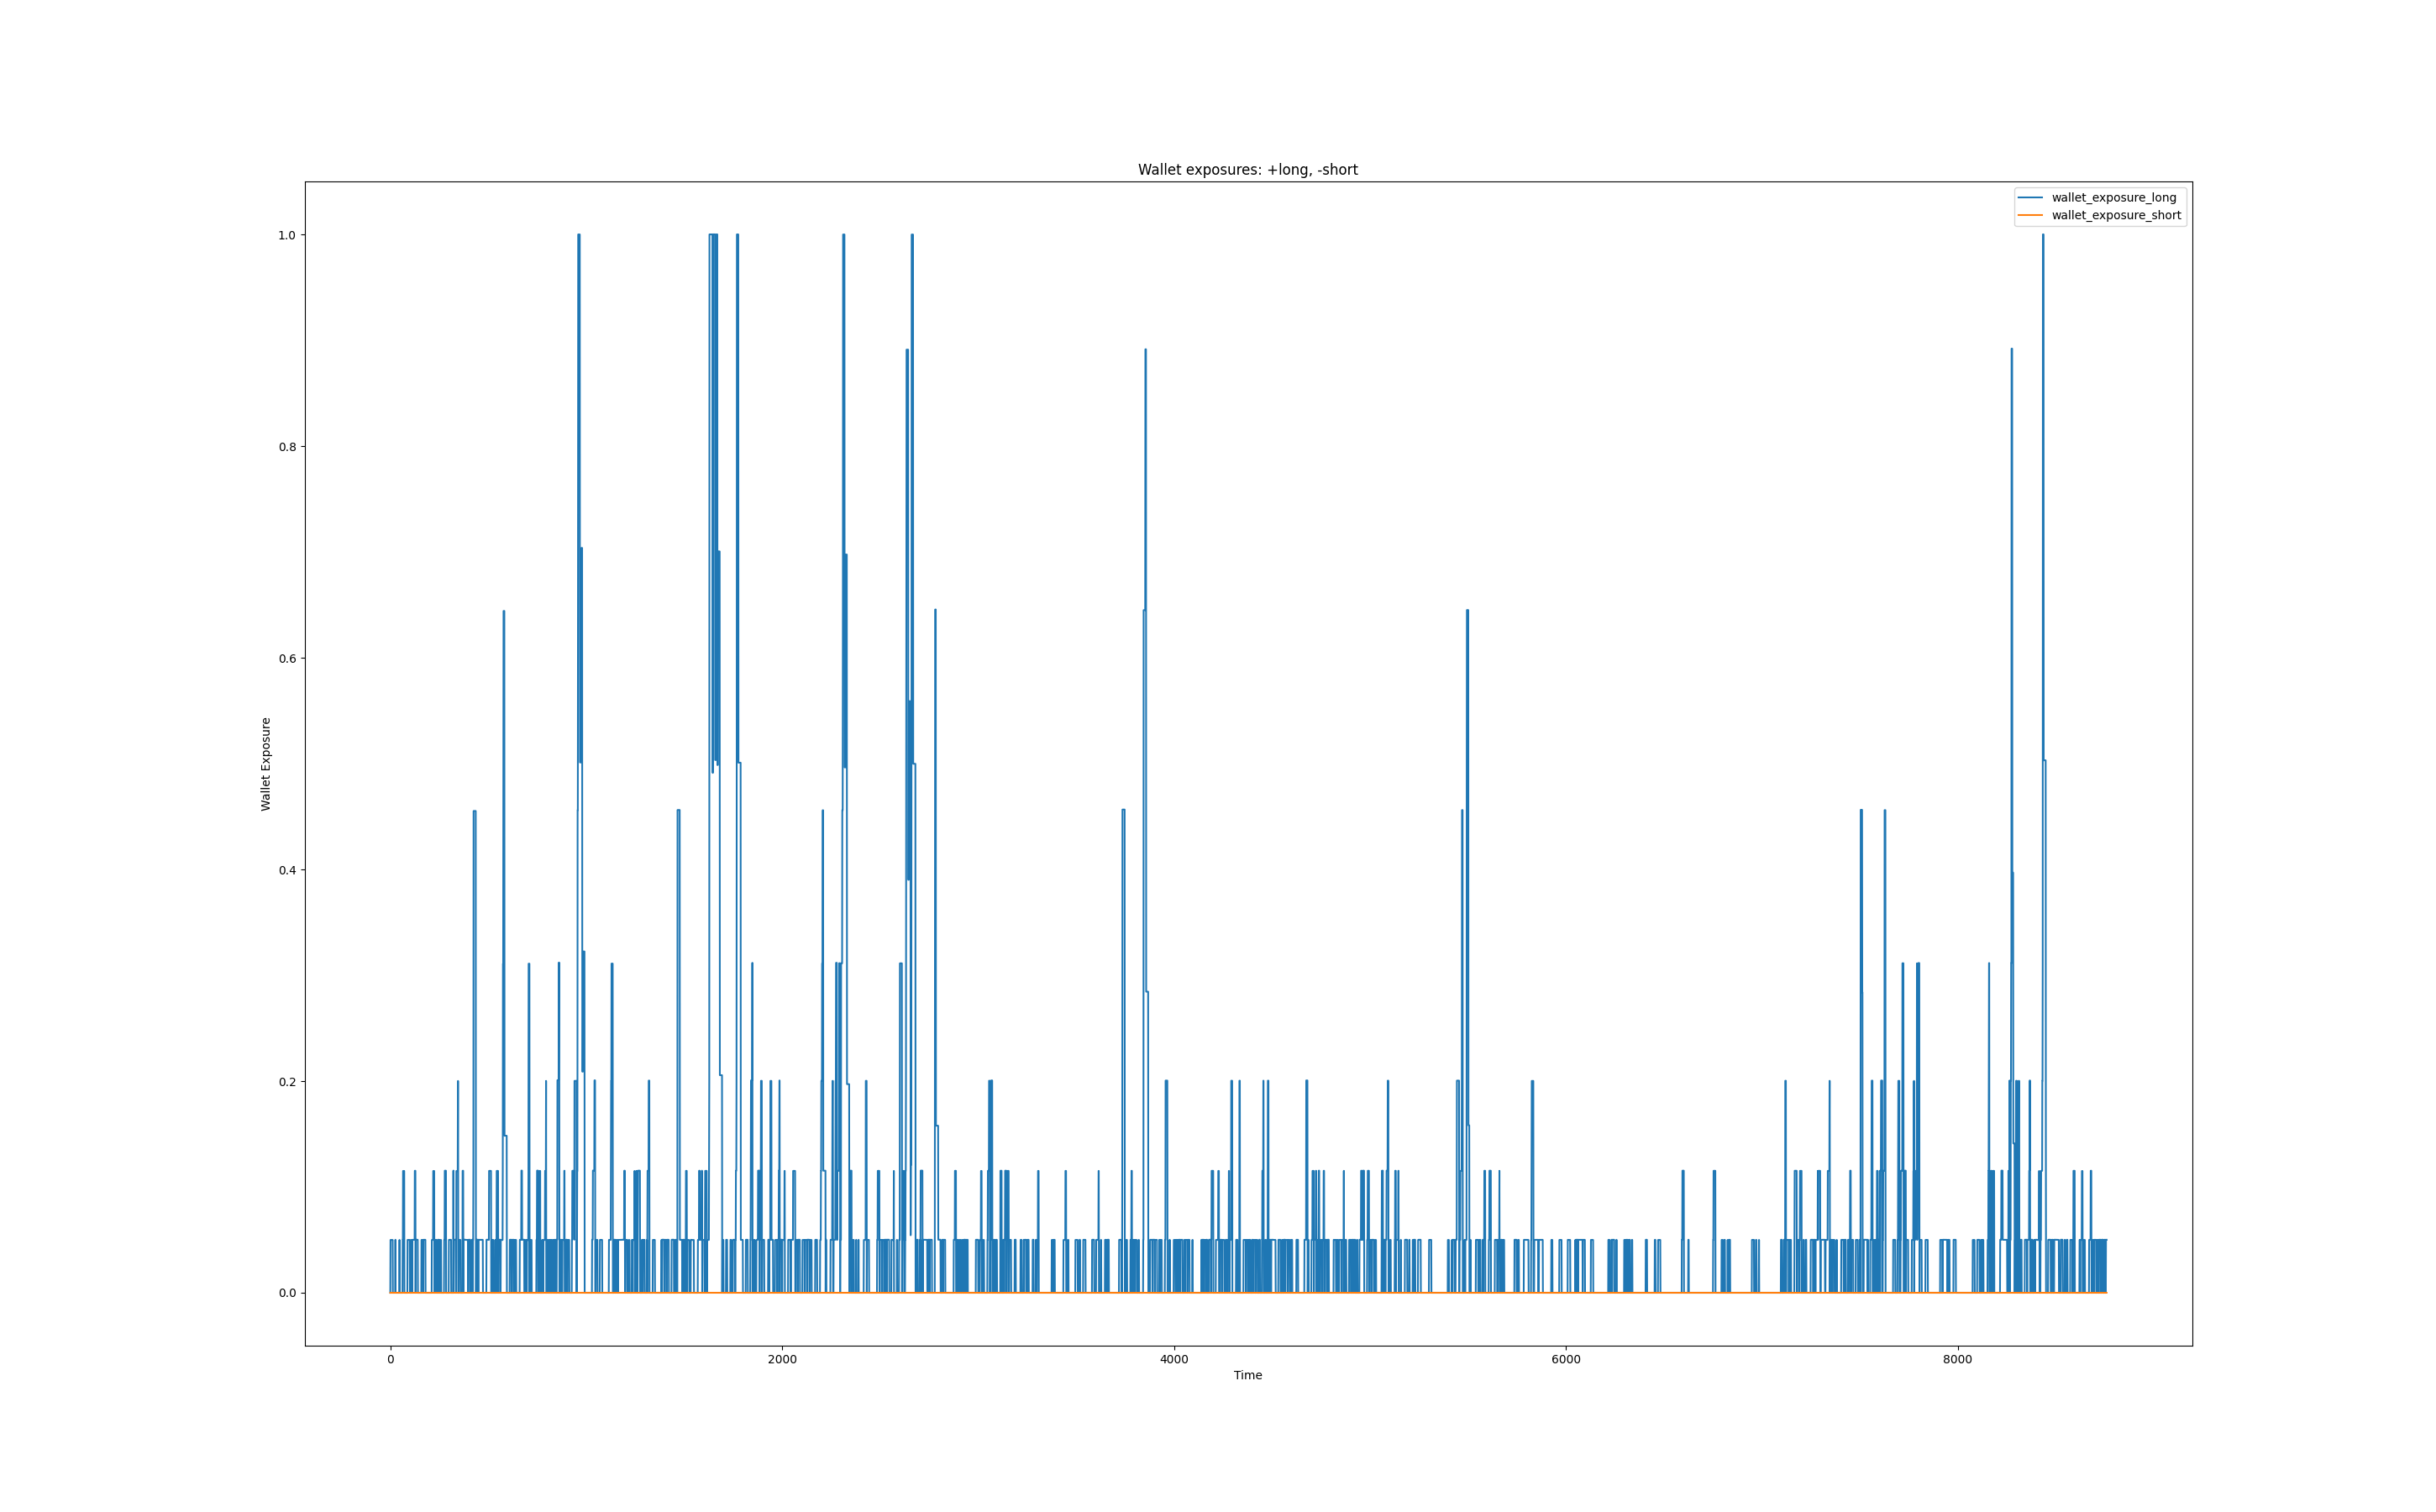 Wallet exposures: +long, -short
wallet_exposure_long
wallet_exposure_short
1.0
0.8
0.6
0.4
0.2
0.0
Wallet Exposure
0 2000 4000 6000 8000
Time